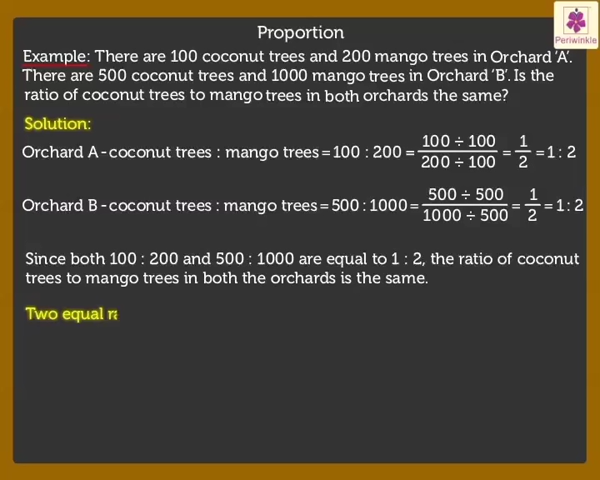 Proportion
Periwinkle
Example: There are 100 coconut trees and 200 mango trees in Orchard 'A'.
There are 500 coconut trees and 1000 mango trees in Orchard 'B'. Is the
ratio of coconut trees to mango trees in both orchards the same?
Solution:
Orchard A - coconut trees : mango trees = 100 : 200 = 100 ÷ 100 / 200 ÷ 100 = 1/2 = 1 : 2
Orchard B - coconut trees : mango trees = 500 : 1000 = 500 ÷ 500 / 1000 ÷ 500 = 1/2 = 1 : 2
Since both 100 : 200 and 500 : 1000 are equal to 1 : 2, the ratio of coconut
trees to mango trees in both the orchards is the same.
Two equal ra